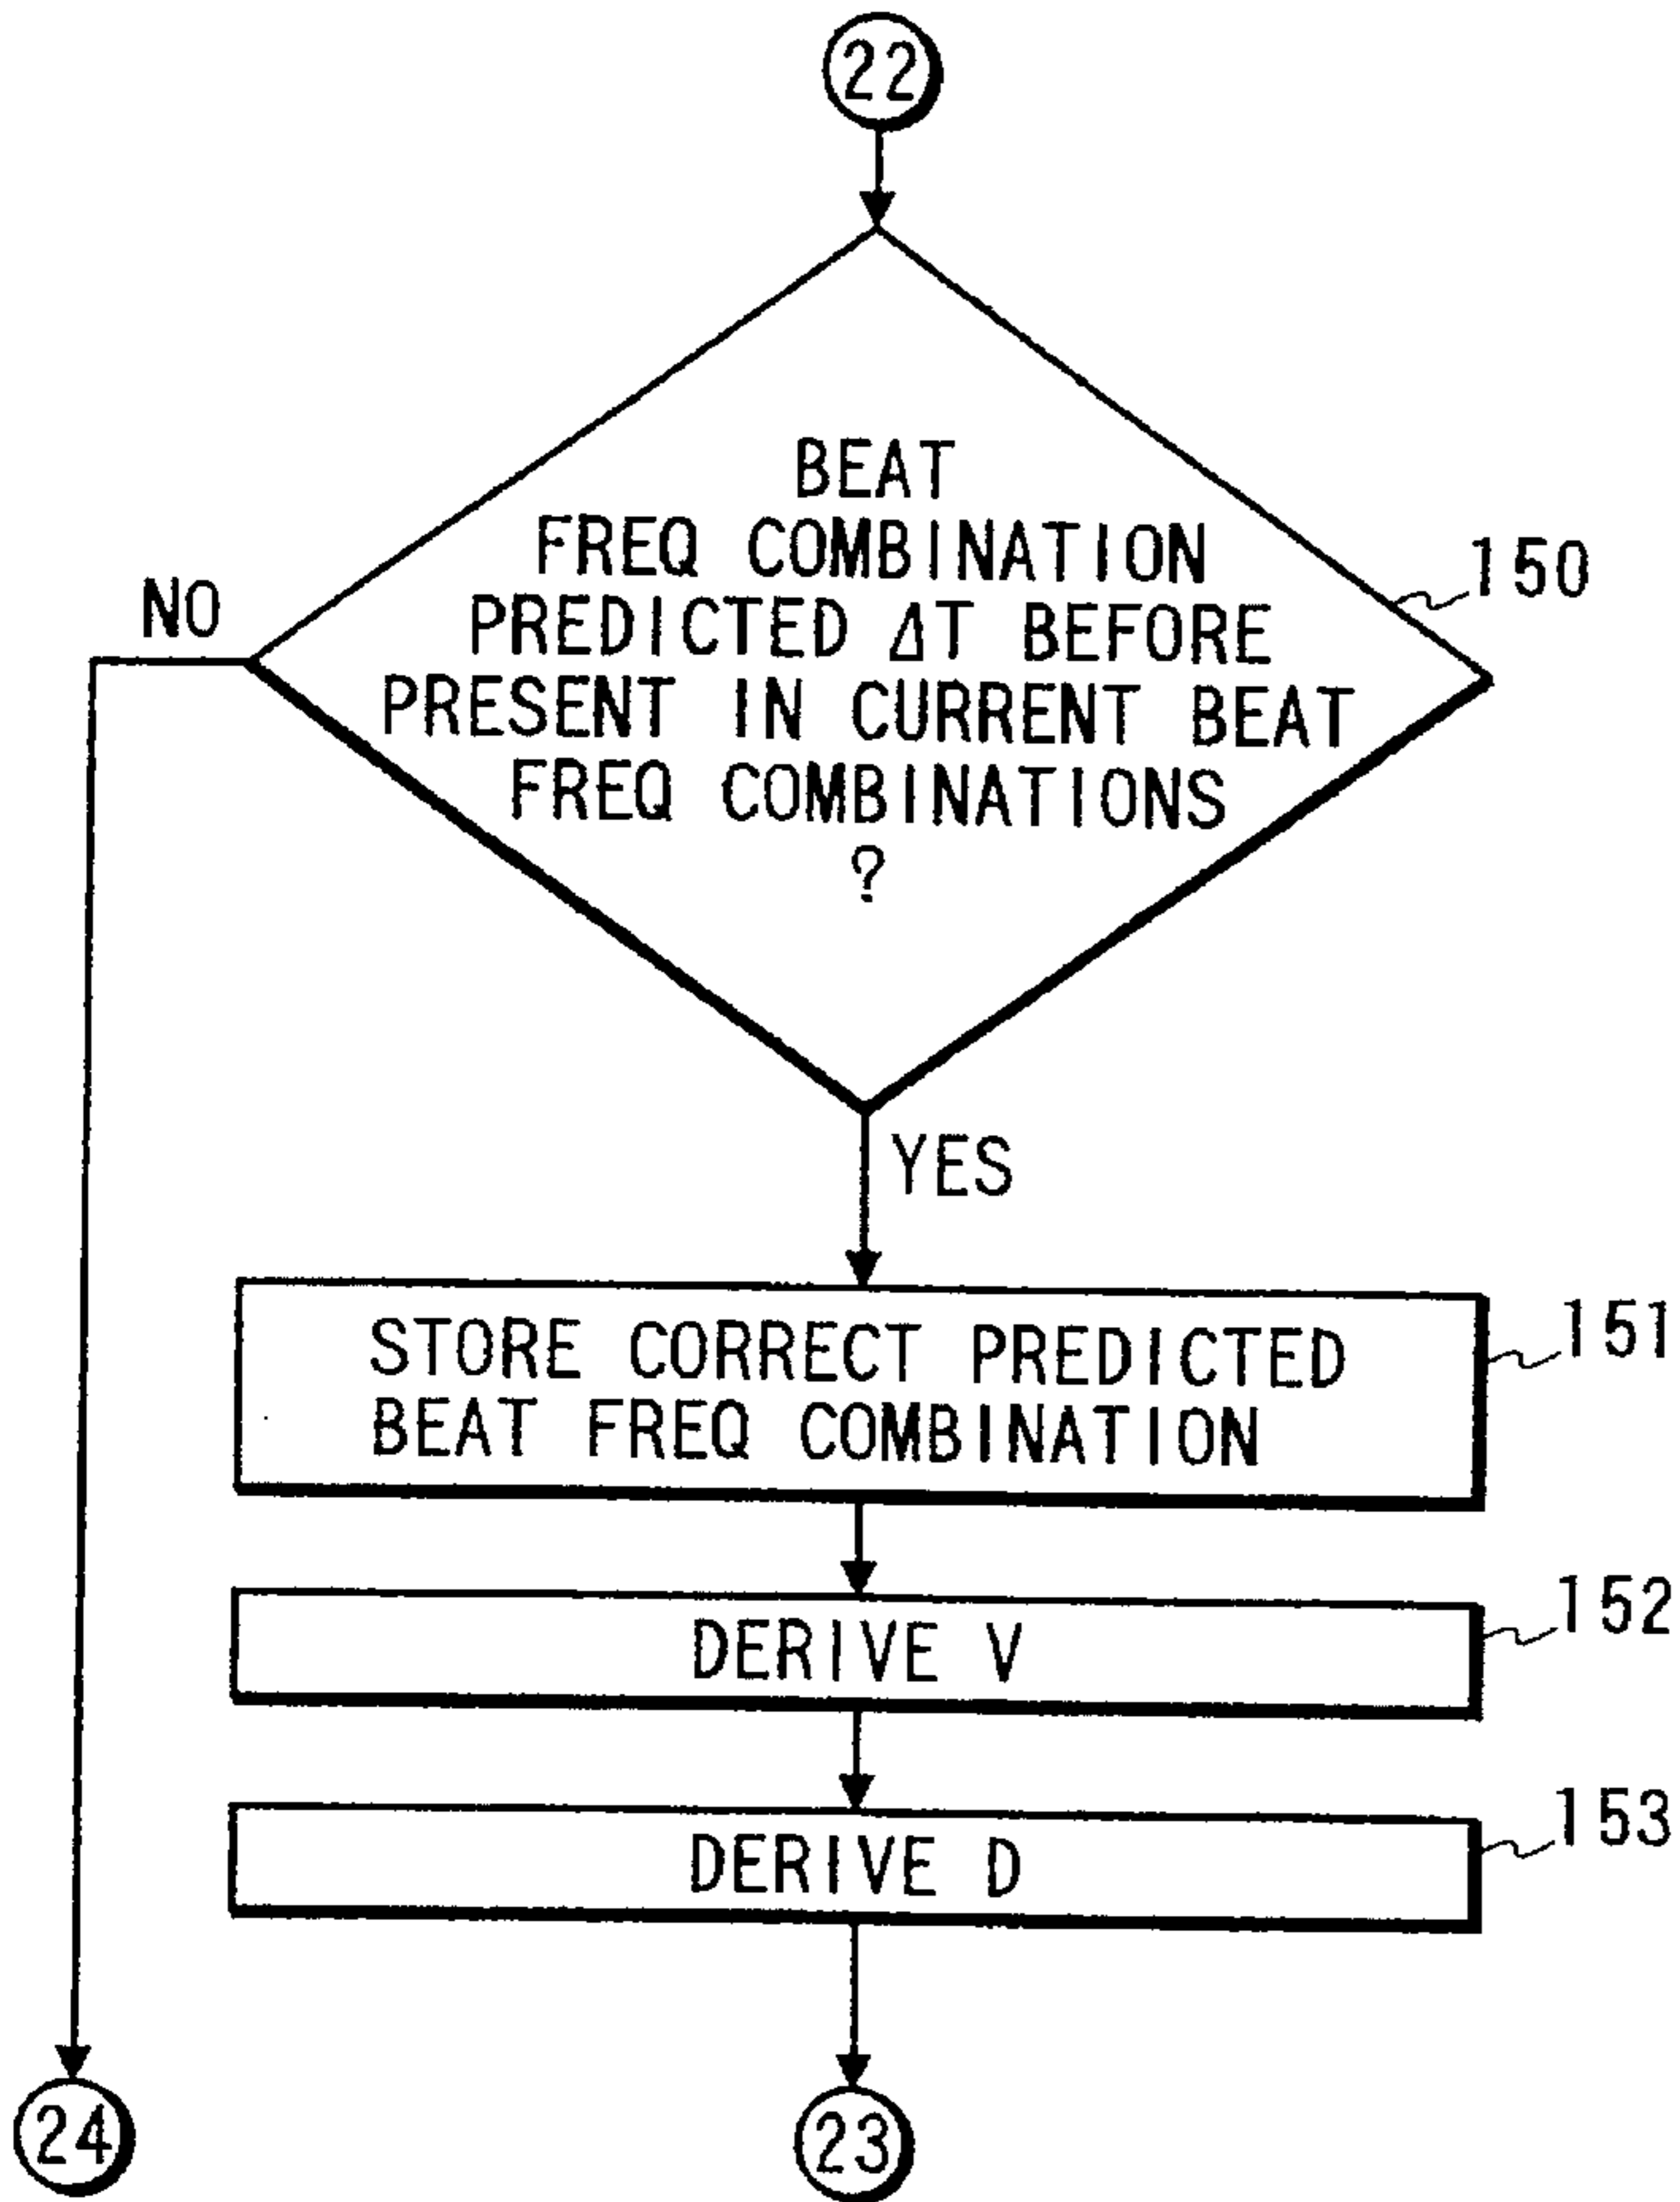 22
BEAT
FREQ COMBINATION
PREDICTED ΔT BEFORE
PRESENT IN CURRENT BEAT
FREQ COMBINATIONS
?
150
NO
YES
STORE CORRECT PREDICTED
BEAT FREQ COMBINATION
151
DERIVE V
152
DERIVE D
153
24
23